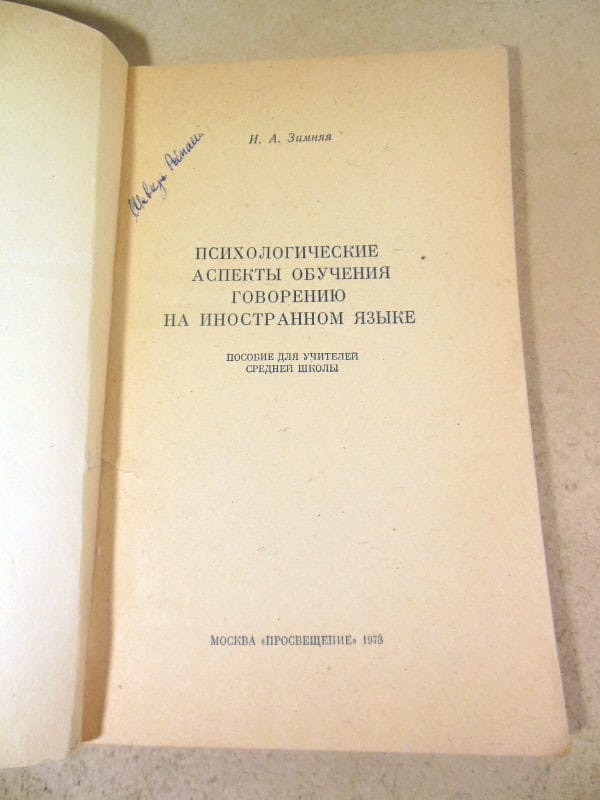 И. А. Зимняя
ПСИХОЛОГИЧЕСКИЕ
АСПЕКТЫ ОБУЧЕНИЯ
ГОВОРЕНИЮ
НА ИНОСТРАННОМ ЯЗЫКЕ
ПОСОБИЕ ДЛЯ УЧИТЕЛЕЙ
СРЕДНЕЙ ШКОЛЫ
МОСКВА «ПРОСВЕЩЕНИЕ» 1973